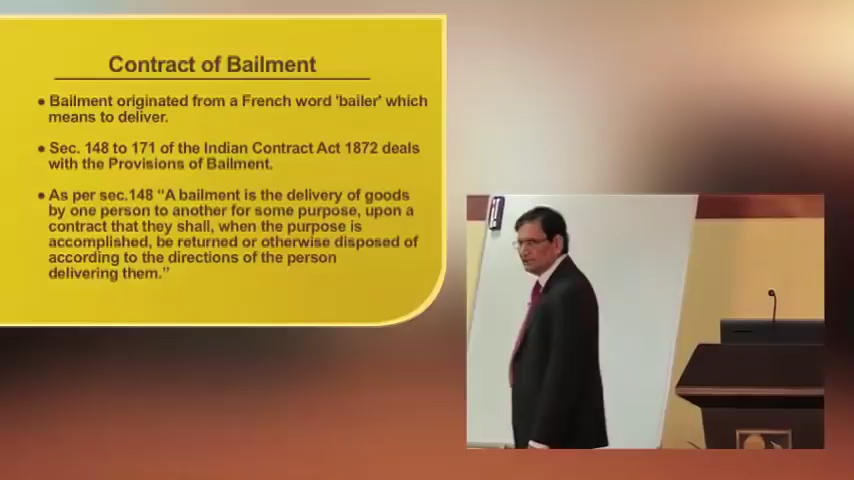 Contract of Bailment
• Bailment originated from a French word 'bailer' which
means to deliver.
• Sec. 148 to 171 of the Indian Contract Act 1872 deals
with the Provisions of Bailment.
• As per sec.148 “A bailment is the delivery of goods
by one person to another for some purpose, upon a
contract that they shall, when the purpose is
accomplished, be returned or otherwise disposed of
according to the directions of the person
delivering them.”